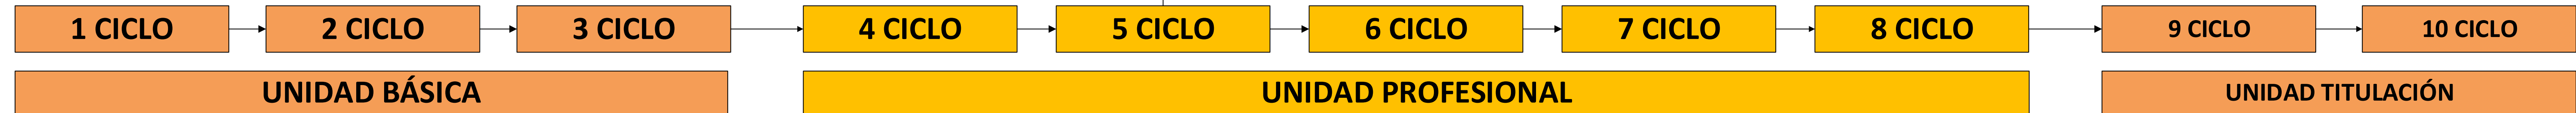 1 CICLO 2 CICLO 3 CICLO 4 CICLO 5 CICLO 6 CICLO 7 CICLO 8 CICLO 9 CICLO 10 CICLO
UNIDAD BÁSICA UNIDAD PROFESIONAL UNIDAD TITULACIÓN